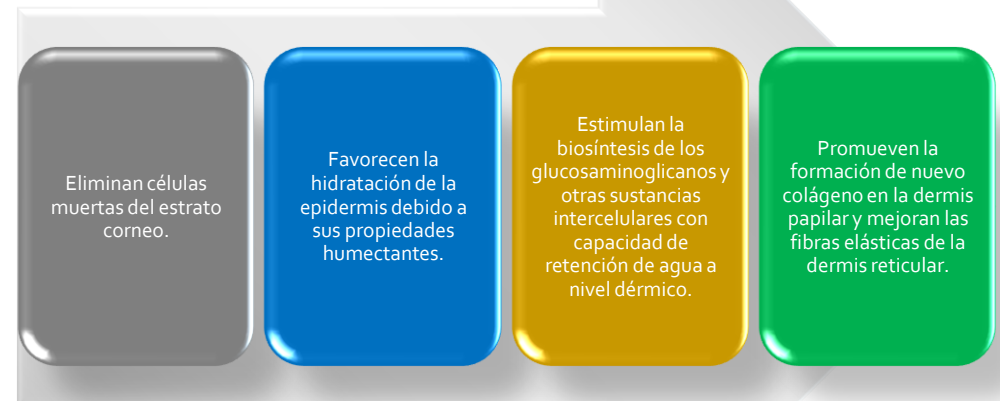 Eliminan células
muertas del estrato
corneo.
Favorecen la
hidratación de la
epidermis debido a
sus propiedades
humectantes.
Estimulan la
biosíntesis de los
glucosaminoglicanos y
otras sustancias
intercelulares con
capacidad de
retención de agua a
nivel dérmico.
Promueven la
formación de nuevo
colágeno en la dermis
papilar y mejoran las
fibras elásticas de la
dermis reticular.